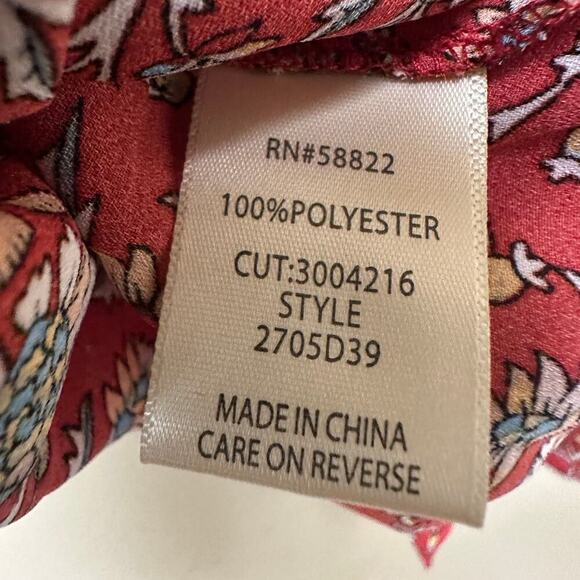 RN#58822
100%POLYESTER
CUT:3004216
STYLE
2705D39
MADE IN CHINA
CARE ON REVERSE